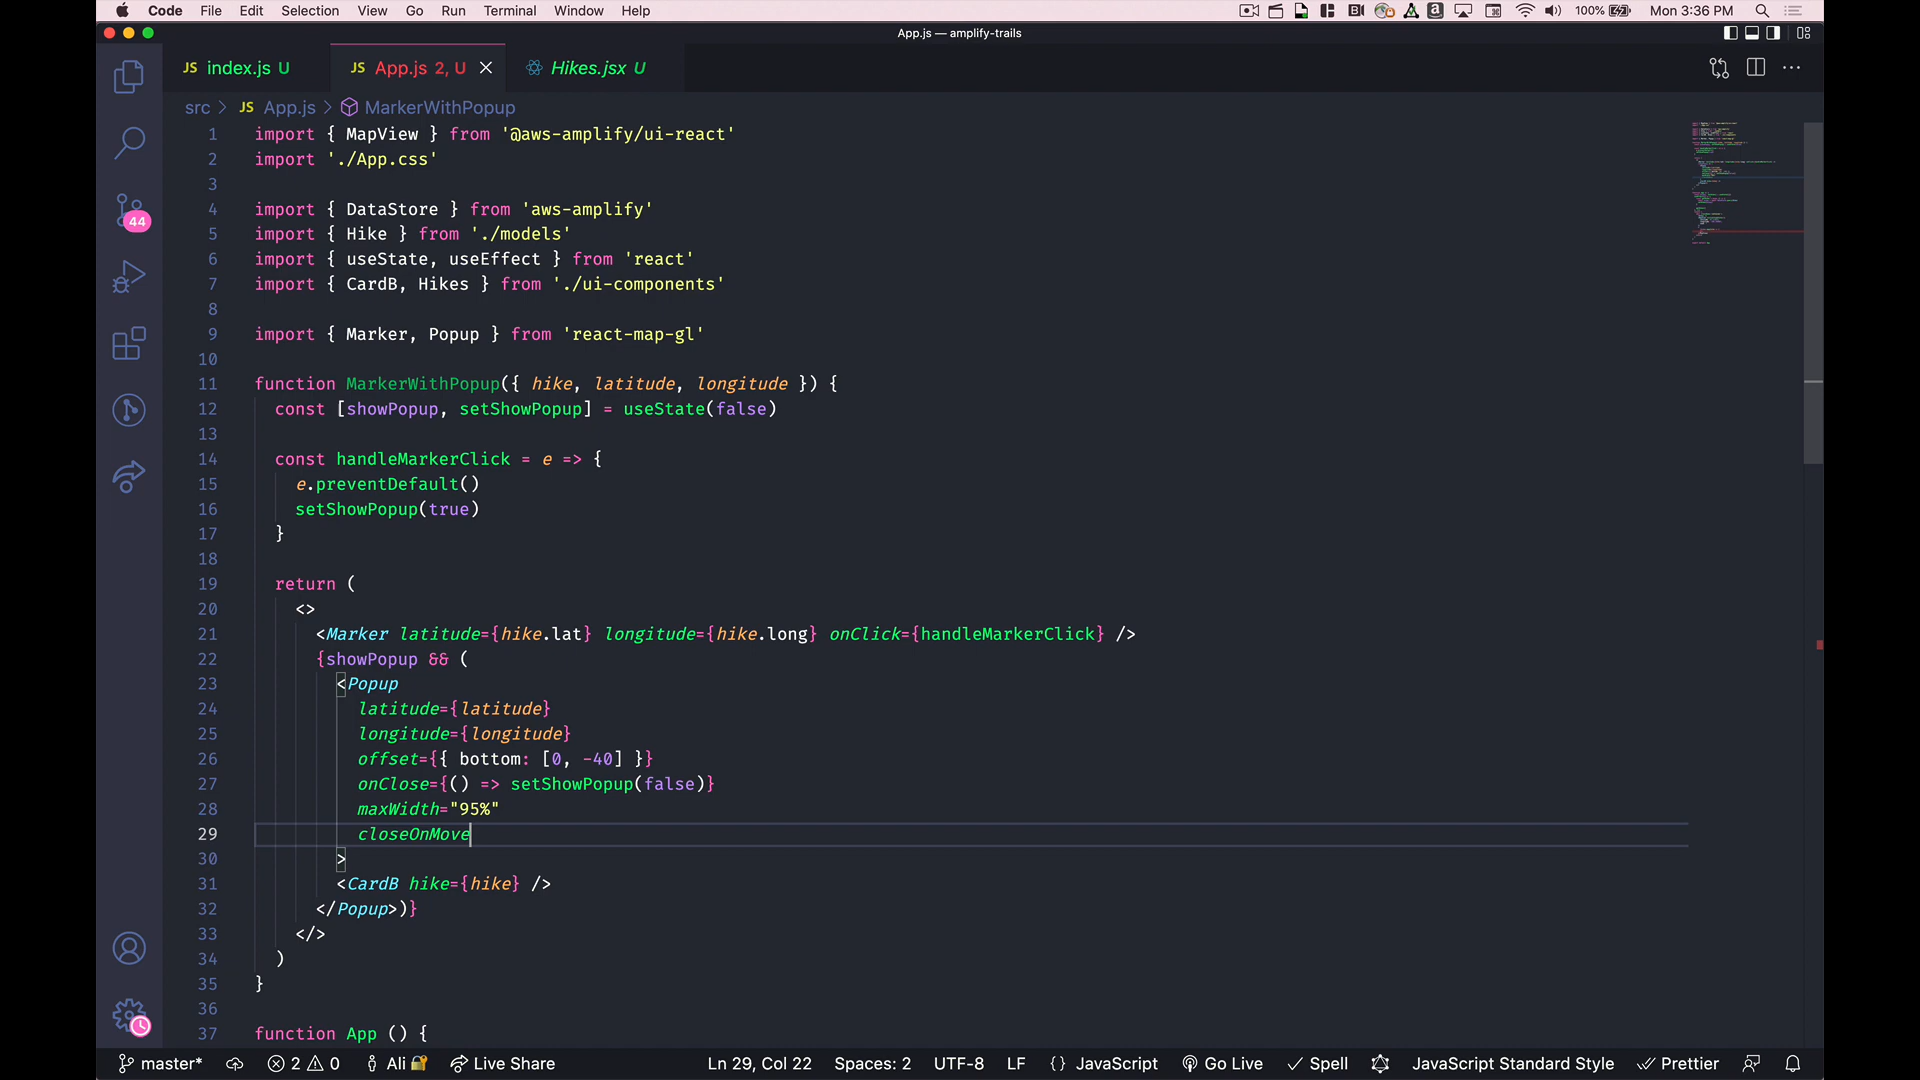 Code File Edit Selection View Go Run Terminal Window Help 100% Mon 3:36 PM
App.js — amplify-trails
JS index.js U JS App.js 2, U Hikes.jsx U
src > JS App.js > MarkerWithPopup
1 import { MapView } from '@aws-amplify/ui-react'
2 import './App.css'
3
4 import { DataStore } from 'aws-amplify'
5 import { Hike } from './models'
6 import { useState, useEffect } from 'react'
7 import { CardB, Hikes } from './ui-components'
8
9 import { Marker, Popup } from 'react-map-gl'
10
11 function MarkerWithPopup({ hike, latitude, longitude }) {
12 const [showPopup, setShowPopup] = useState(false)
13
14 const handleMarkerClick = e => {
15 e.preventDefault()
16 setShowPopup(true)
17 }
18
19 return (
20 <>
21 <Marker latitude={hike.lat} longitude={hike.long} onClick={handleMarkerClick} />
22 {showPopup && (
23 <Popup
24 latitude={latitude}
25 longitude={longitude}
26 offset={{ bottom: [0, -40] }}
27 onClose={() => setShowPopup(false)}
28 maxWidth="95%"
29 closeOnMove
30 >
31 <CardB hike={hike} />
32 </Popup>)}
33 </>
34 )
35 }
36
37 function App () {
44
master* 2 0 Ali Live Share Ln 29, Col 22 Spaces: 2 UTF-8 LF {} JavaScript Go Live Spell JavaScript Standard Style Prettier